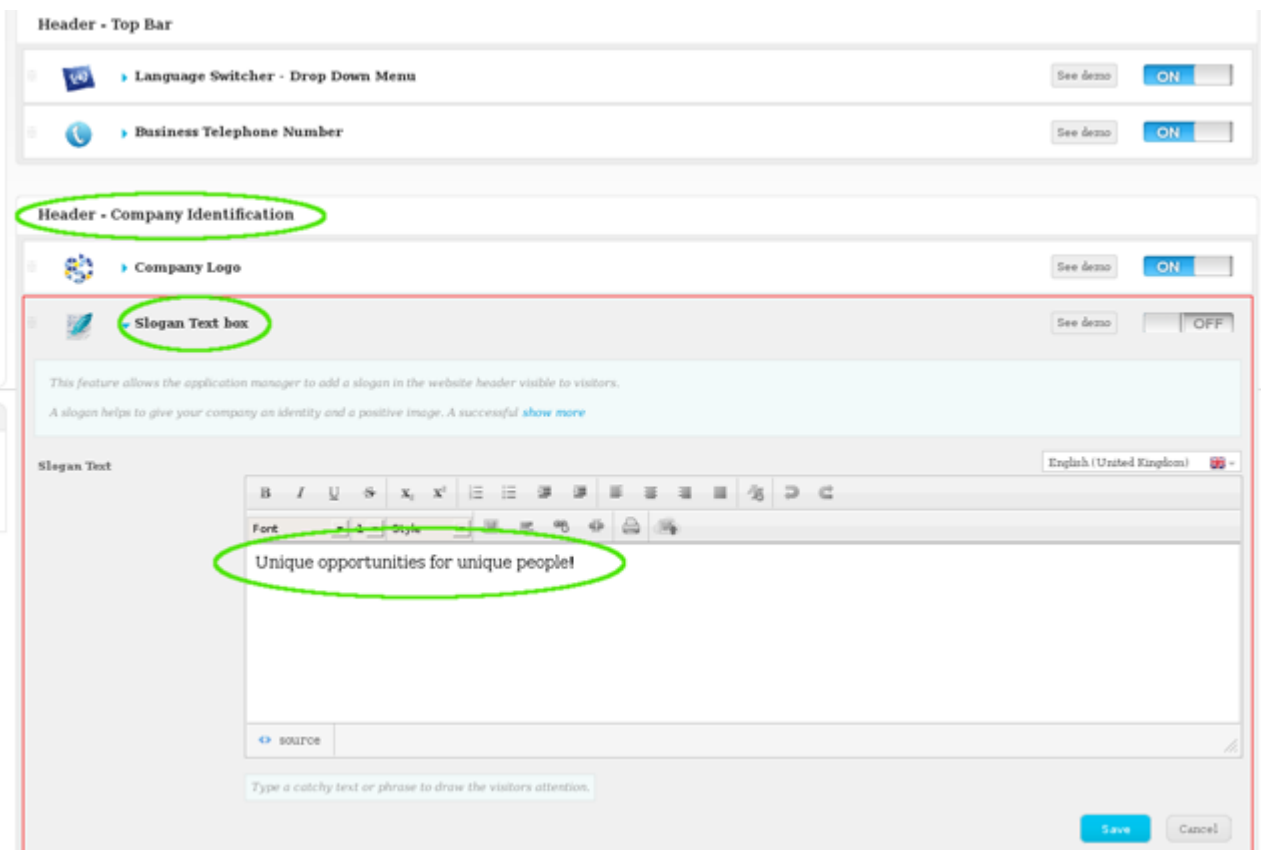 Header - Top Bar
Language Switcher - Drop Down Menu See demo ON
Business Telephone Number See demo ON
Header - Company Identification
Company Logo See demo ON
Slogan Text box See demo OFF
This feature allows the application manager to add a slogan in the website header visible to visitors.
A slogan helps to give your company an identity and a positive image. A successful show more
Slogan Text English (United Kingdom)
B I U S X, X²
Font 1 Style
Unique opportunities for unique people!
source
Type a catchy text or phrase to draw the visitors attention.
Save Cancel